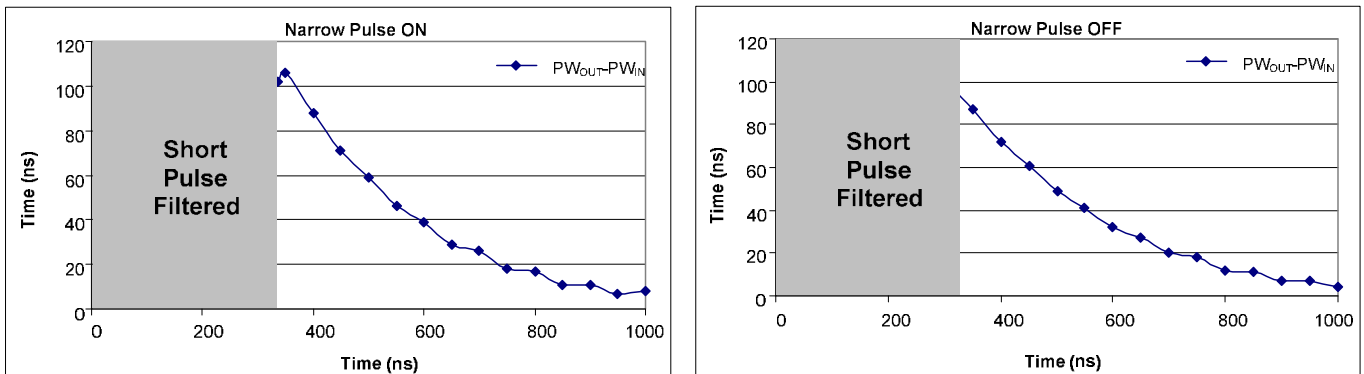 Narrow Pulse ON
120
100
80
60
40
20
0
Time (ns)
Short
Pulse
Filtered
PWOUT-PWIN
0 200 400 600 800 1000
Time (ns)
Narrow Pulse OFF
120
100
80
60
40
20
0
Time (ns)
Short
Pulse
Filtered
PWOUT-PWIN
0 200 400 600 800 1000
Time (ns)